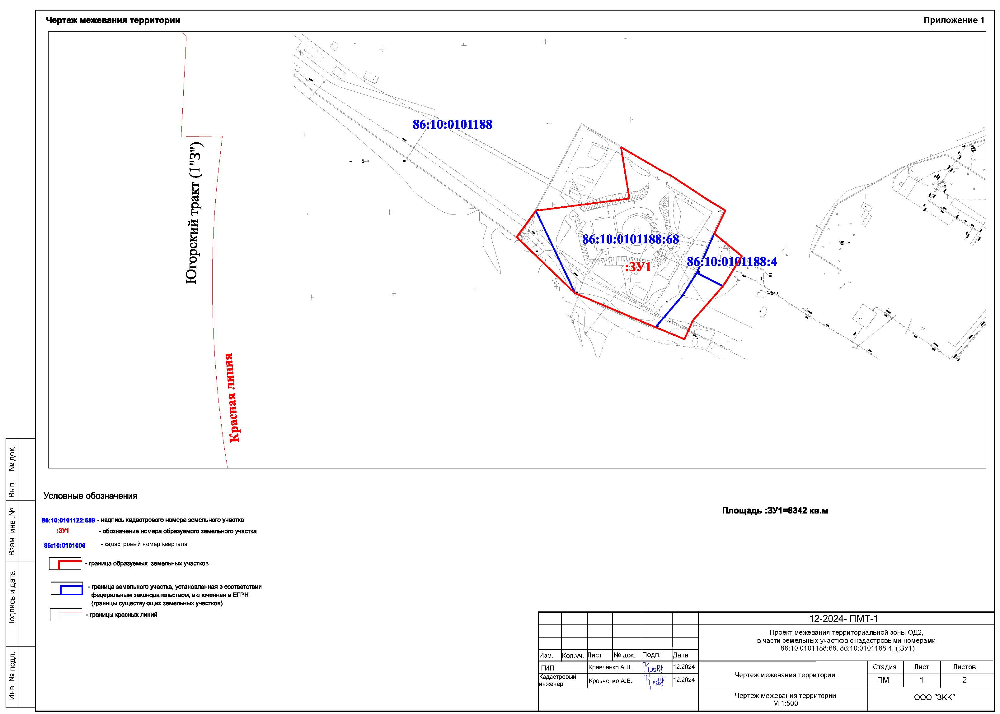 Чертеж межевания территории
Приложение 1
86:10:0101188
Югорский тракт (1"З")
86:10:0101188:68
86:10:0101188:4
:ЗУ1
Красная линия
Условные обозначения
86:10:0101122:689 - надпись кадастрового номера земельного участка
:ЗУ1 - обозначение номера образуемого земельного участка
86:10:0101006 - кадастровый номер квартала
- граница образуемых земельных участков
- граница земельного участка, установленная в соответствии
федеральным законодательством, включенная в ЕГРН
(границы существующих земельных участков)
- границы красных линий
Площадь :ЗУ1=8342 кв.м
№ док.
Вып.
Взам. инв .№
Подпись и дата
Инв. № подл.
12-2024- ПМТ-1
Проект межевания территориальной зоны ОД2,
в части земельных участков с кадастровыми номерами
86:10:0101188:68, 86:10:0101188:4, (:ЗУ1)
Изм. Кол.уч. Лист № док. Подп. Дата
ГИП Кравченко А.В. Крав 12.2024
Кадастровый
инженер Кравченко А.В. Крав 12.2024
Чертеж межевания территории
Стадия Лист Листов
ПМ 1 2
Чертеж межевания территории
М 1:500
ООО "ЗКК"